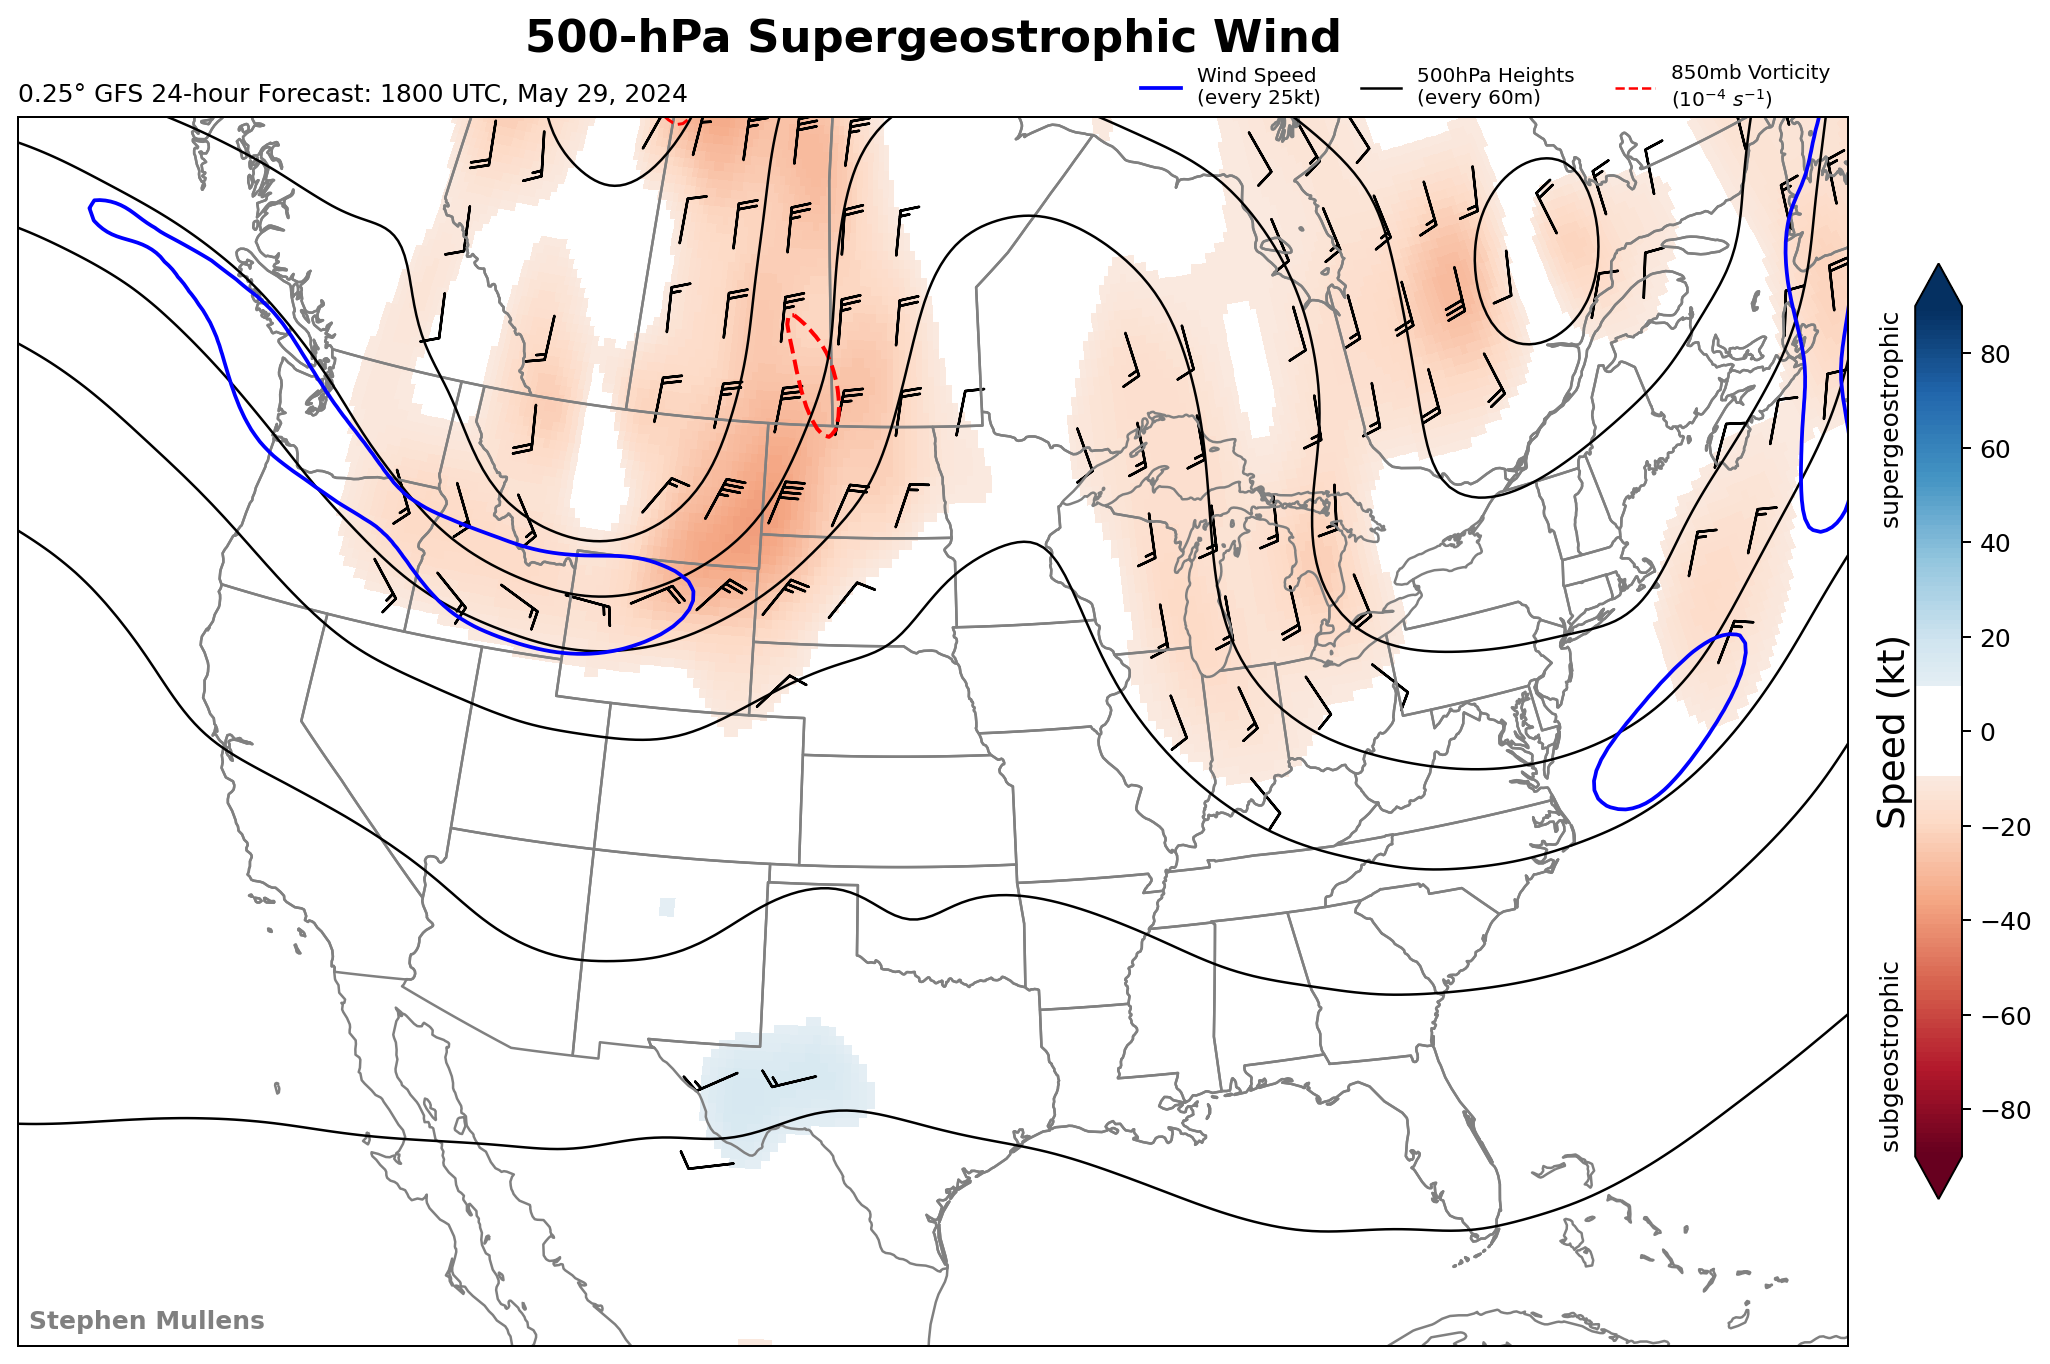 500-hPa Supergeostrophic Wind
0.25° GFS 24-hour Forecast: 1800 UTC, May 29, 2024
Wind Speed
(every 25kt)
500hPa Heights
(every 60m)
850mb Vorticity
(10⁻⁴ s⁻¹)
supergeostrophic
Speed (kt)
subgeostrophic
80
60
40
20
0
−20
−40
−60
−80
Stephen Mullens